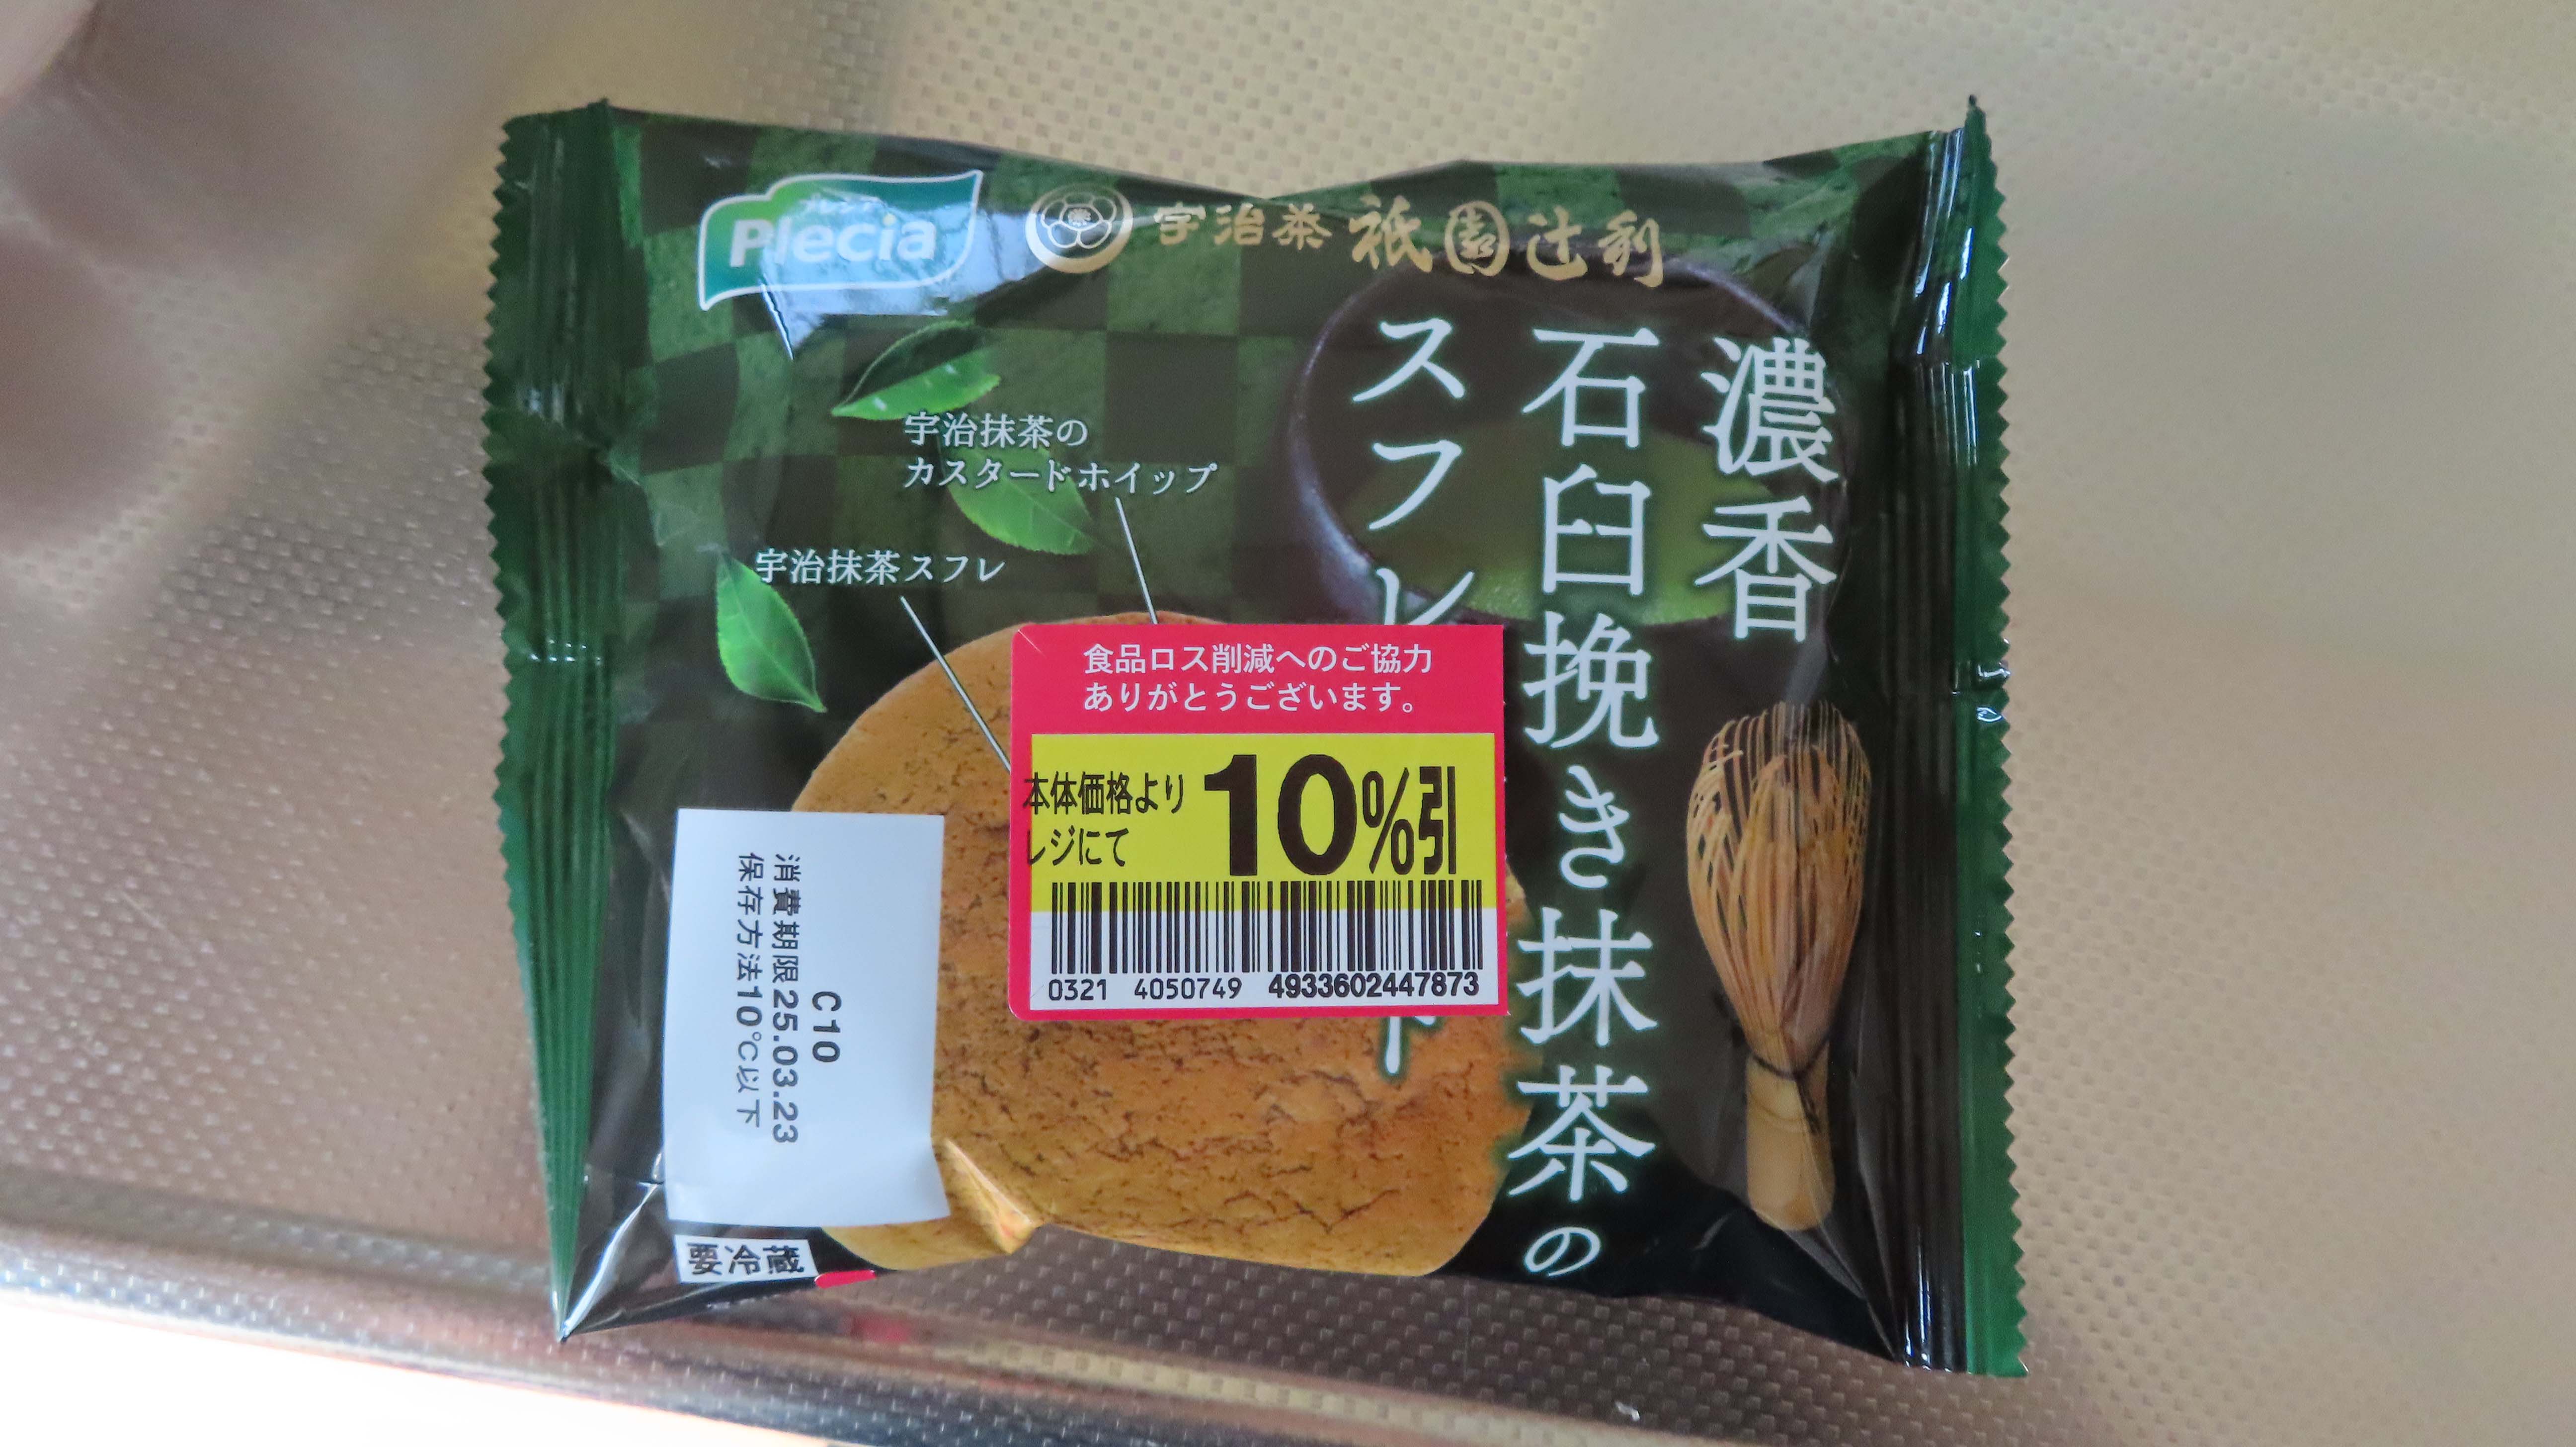 プレシア
Plecia
宇治茶 祇園辻利
濃香
石臼挽き抹茶の
スフレ
ト
宇治抹茶の
カスタードホイップ
宇治抹茶スフレ
食品ロス削減へのご協力
ありがとうございます。
本体価格より
レジにて
10%引
0321 4050749 4933602447873
C10
消費期限25.03.23
保存方法10℃以下
要冷蔵